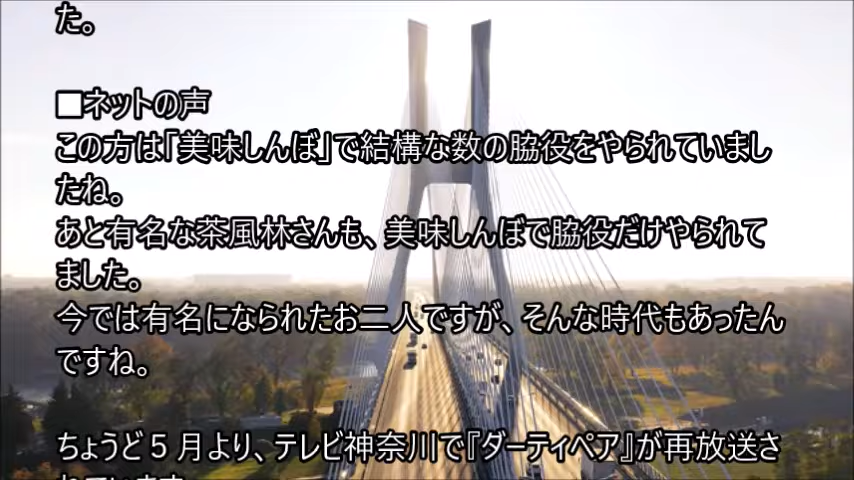 た。
■ネットの声
この方は「美味しんぼ」で結構な数の脇役をやられていまし
たね。
あと有名な茶風林さんも、美味しんぼで脇役だけやられて
ました。
今では有名になられたお二人ですが、そんな時代もあったん
ですね。
ちょうど５月より、テレビ神奈川で『ダーティペア』が再放送さ
れています